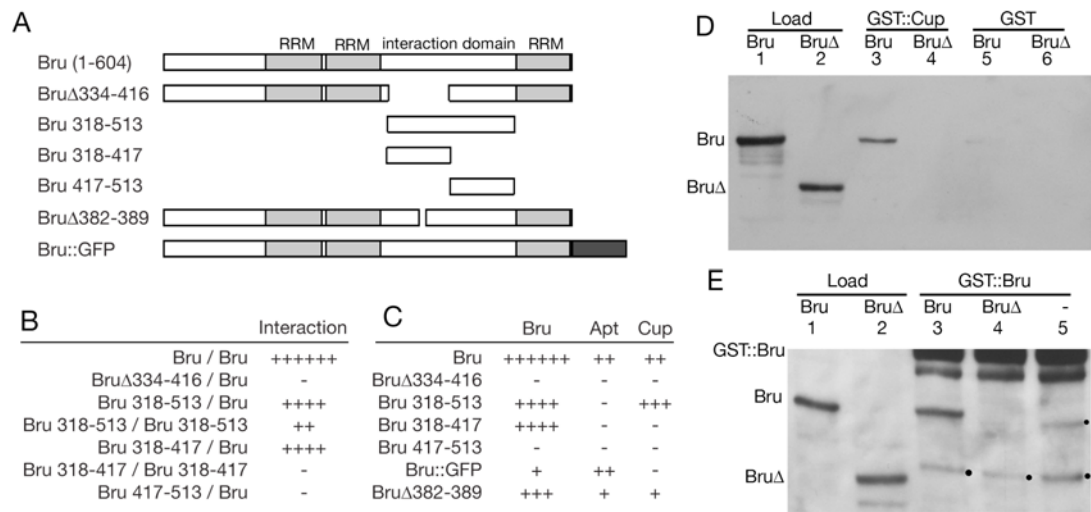 A
RRM RRM interaction domain RRM
Bru (1-604)
BruΔ334-416
Bru 318-513
Bru 318-417
Bru 417-513
BruΔ382-389
Bru::GFP
B
Interaction
Bru / Bru ++++++
BruΔ334-416 / Bru -
Bru 318-513 / Bru ++++
Bru 318-513 / Bru 318-513 ++
Bru 318-417 / Bru ++++
Bru 318-417 / Bru 318-417 -
Bru 417-513 / Bru -
C
Bru Apt Cup
Bru ++++++ ++ ++
BruΔ334-416 - - -
Bru 318-513 ++++ - +++
Bru 318-417 ++++ - -
Bru 417-513 - - -
Bru::GFP + ++ -
BruΔ382-389 +++ + +
D
Load GST::Cup GST
Bru BruΔ Bru BruΔ Bru BruΔ
1 2 3 4 5 6
Bru
BruΔ
E
Load GST::Bru
Bru BruΔ Bru BruΔ -
1 2 3 4 5
GST::Bru
Bru
BruΔ